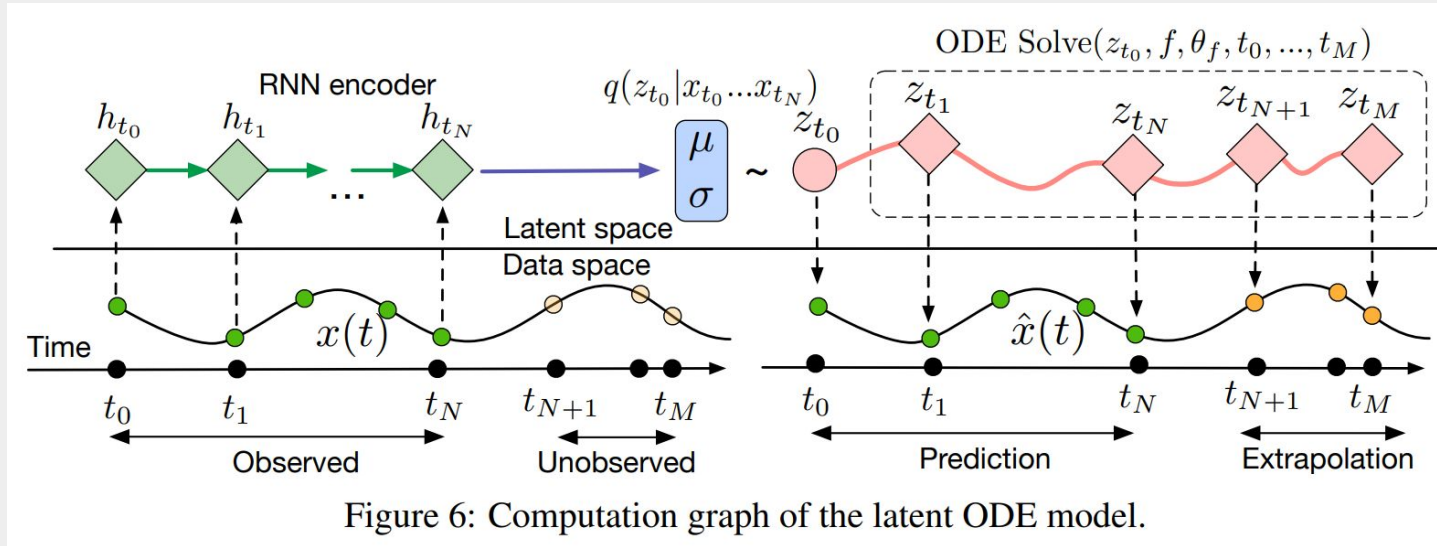 ODE Solve(z_{t_0}, f, θ_f, t_0, ..., t_M)
RNN encoder
q(z_{t_0}|x_{t_0}...x_{t_N})
h_{t_0} h_{t_1} h_{t_N}
z_{t_0} z_{t_1} z_{t_N} z_{t_{N+1}} z_{t_M}
μ
σ
~
...
Latent space
Data space
x(t) x̂(t)
Time
t_0 t_1 t_N t_{N+1} t_M t_0 t_1 t_N t_{N+1} t_M
Observed Unobserved Prediction Extrapolation
Figure 6: Computation graph of the latent ODE model.